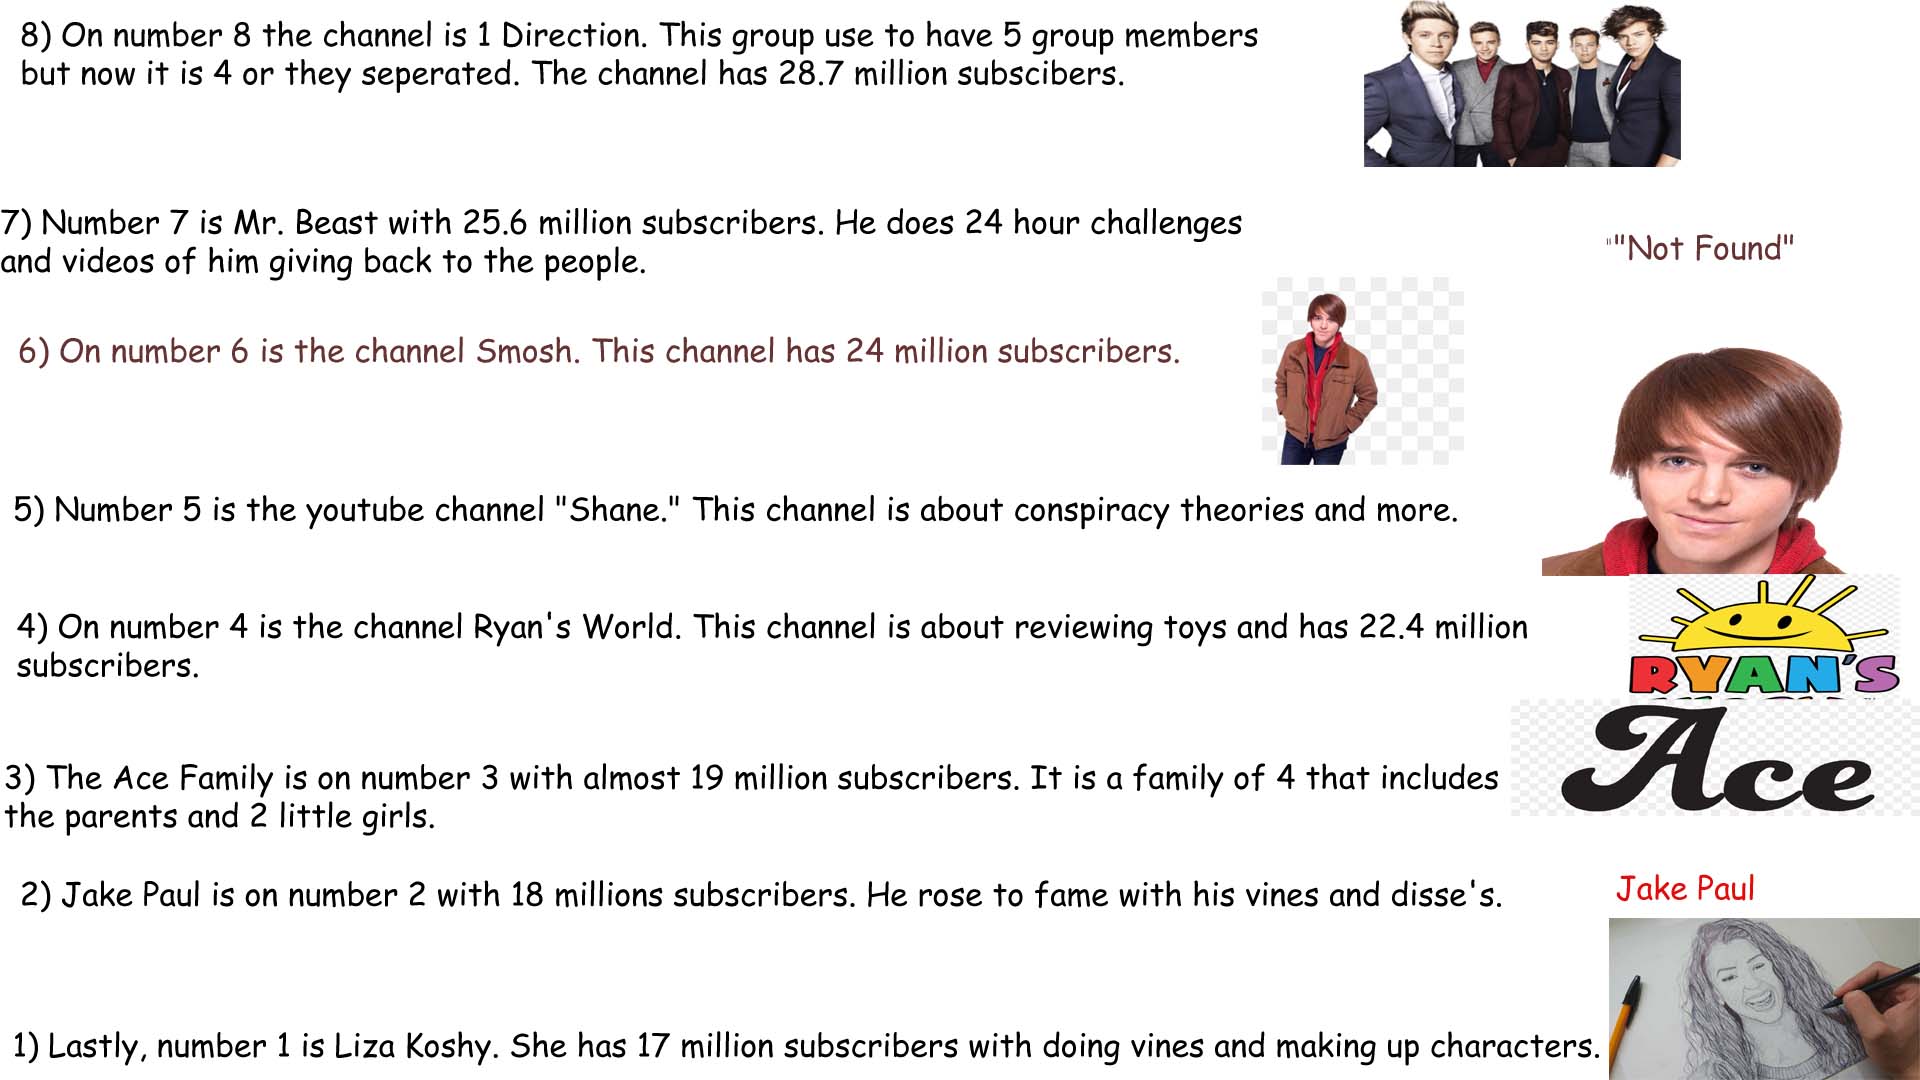 8) On number 8 the channel is 1 Direction. This group use to have 5 group members
but now it is 4 or they seperated. The channel has 28.7 million subscibers.
7) Number 7 is Mr. Beast with 25.6 million subscribers. He does 24 hour challenges
and videos of him giving back to the people.
"Not Found"
6) On number 6 is the channel Smosh. This channel has 24 million subscribers.
5) Number 5 is the youtube channel "Shane." This channel is about conspiracy theories and more.
4) On number 4 is the channel Ryan's World. This channel is about reviewing toys and has 22.4 million
subscribers.
RYAN'S
Ace
3) The Ace Family is on number 3 with almost 19 million subscribers. It is a family of 4 that includes
the parents and 2 little girls.
2) Jake Paul is on number 2 with 18 millions subscribers. He rose to fame with his vines and disse's.
Jake Paul
1) Lastly, number 1 is Liza Koshy. She has 17 million subscribers with doing vines and making up characters.